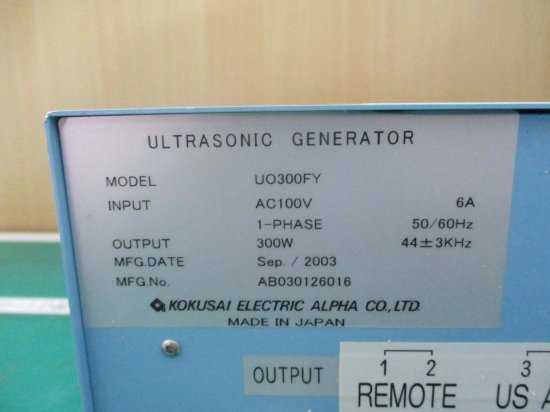 ULTRASONIC GENERATOR
MODEL UO300FY
INPUT AC100V 6A
1-PHASE 50/60Hz
OUTPUT 300W 44±3KHz
MFG.DATE Sep. / 2003
MFG.No. AB030126016
KOKUSAI ELECTRIC ALPHA CO.,LTD.
MADE IN JAPAN
1 2 3
OUTPUT REMOTE US